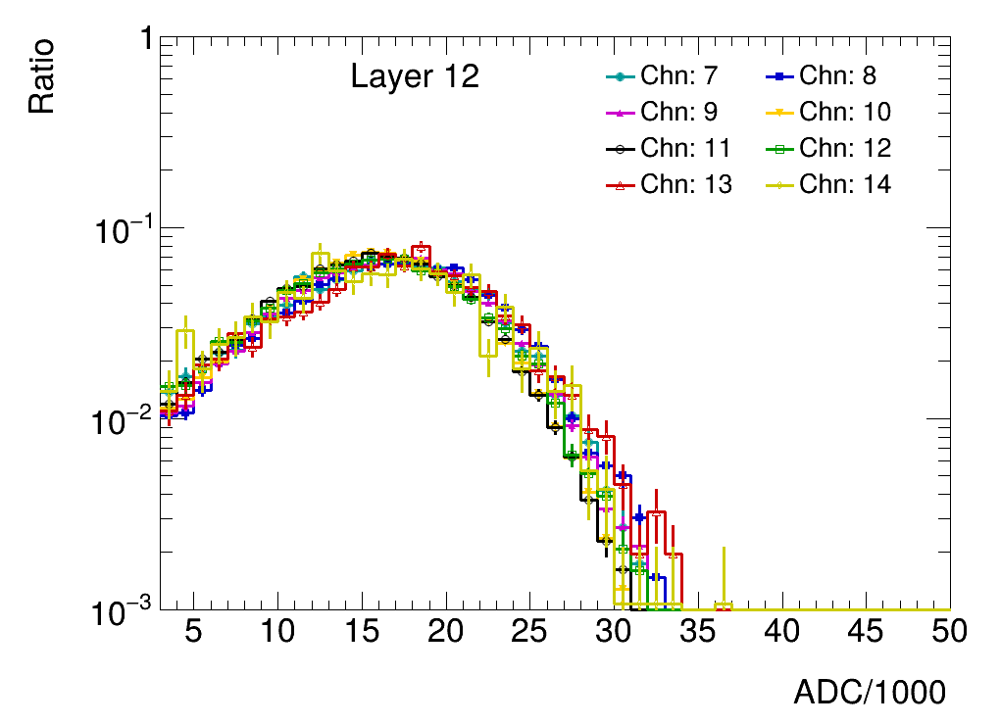 Ratio
Layer 12
Chn: 7
Chn: 8
Chn: 9
Chn: 10
Chn: 11
Chn: 12
Chn: 13
Chn: 14
1
10⁻¹
10⁻²
10⁻³
5 10 15 20 25 30 35 40 45 50
ADC/1000